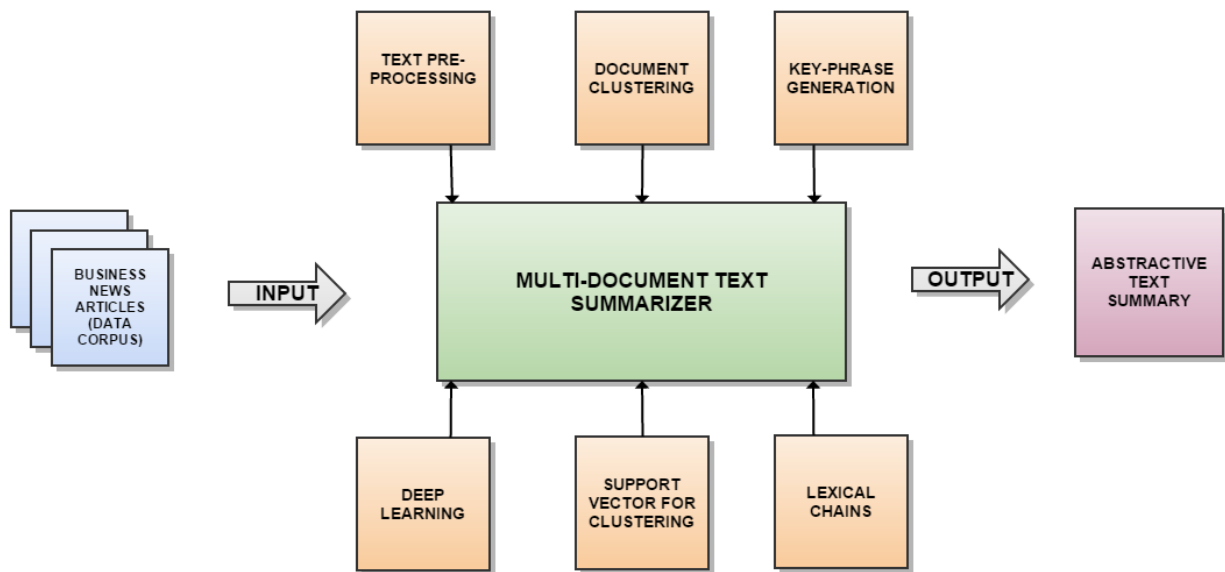 TEXT PRE-
PROCESSING
DOCUMENT
CLUSTERING
KEY-PHRASE
GENERATION
BUSINESS
NEWS
ARTICLES
(DATA
CORPUS)
INPUT
MULTI-DOCUMENT TEXT
SUMMARIZER
OUTPUT
ABSTRACTIVE
TEXT
SUMMARY
DEEP
LEARNING
SUPPORT
VECTOR FOR
CLUSTERING
LEXICAL
CHAINS